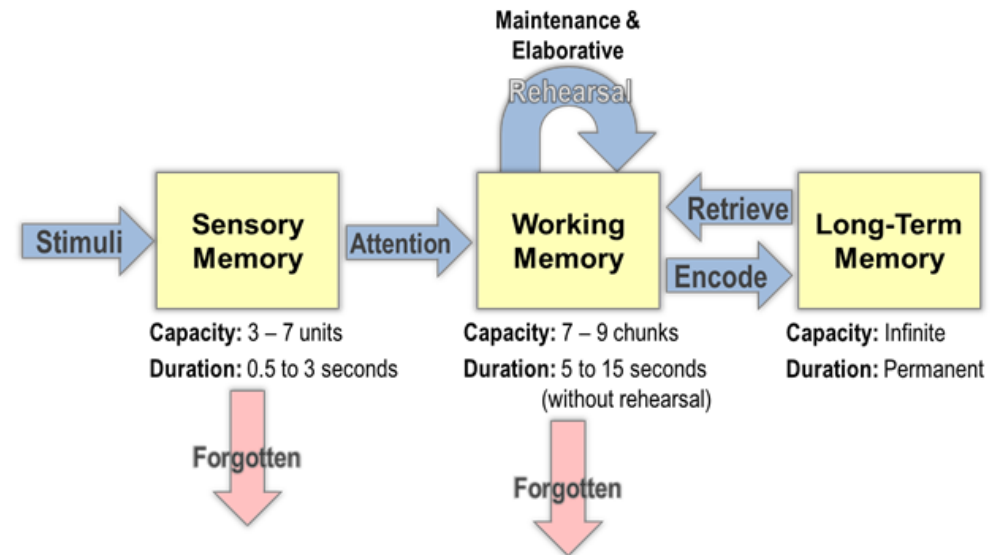 Maintenance &
Elaborative
Rehearsal
Stimuli
Sensory
Memory
Attention
Working
Memory
Retrieve
Encode
Long-Term
Memory
Capacity: 3 – 7 units
Duration: 0.5 to 3 seconds
Capacity: 7 – 9 chunks
Duration: 5 to 15 seconds
(without rehearsal)
Capacity: Infinite
Duration: Permanent
Forgotten
Forgotten